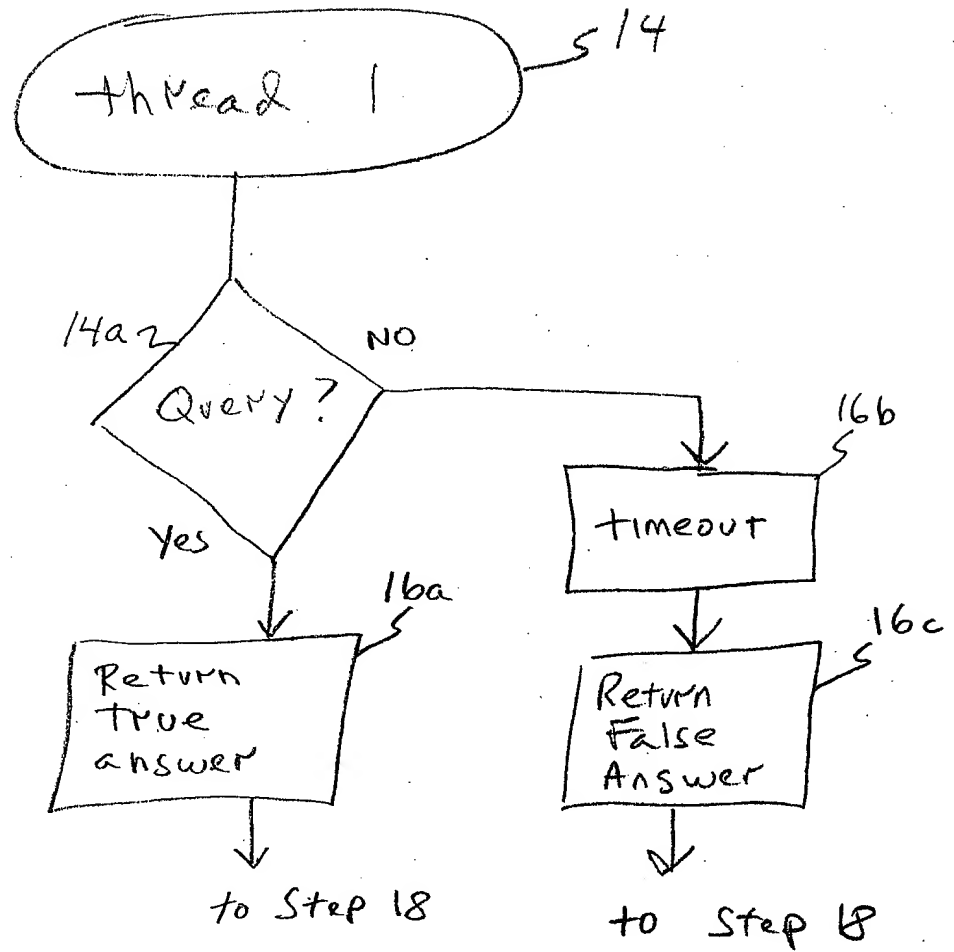 14
thread 1
14a
NO
Query?
16b
timeout
Yes
16a
16c
Return
True
answer
Return
False
Answer
to Step 18
to Step 18